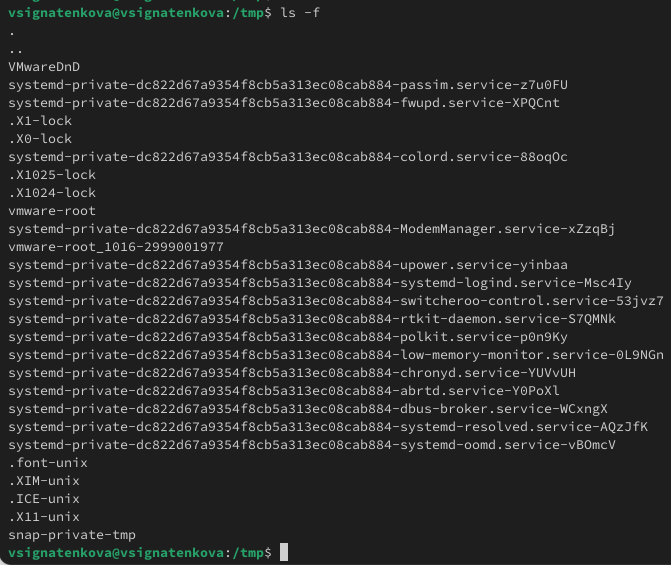 vsignatenkova@vsignatenkova:/tmp$ ls -f
.
..
VMwareDnD
systemd-private-dc822d67a9354f8cb5a313ec08cab884-passim.service-z7u0FU
systemd-private-dc822d67a9354f8cb5a313ec08cab884-fwupd.service-XPQCnt
.X1-lock
.X0-lock
systemd-private-dc822d67a9354f8cb5a313ec08cab884-colord.service-88oqOc
.X1025-lock
.X1024-lock
vmware-root
systemd-private-dc822d67a9354f8cb5a313ec08cab884-ModemManager.service-xZzqBj
vmware-root_1016-2999001977
systemd-private-dc822d67a9354f8cb5a313ec08cab884-upower.service-yinbaa
systemd-private-dc822d67a9354f8cb5a313ec08cab884-systemd-logind.service-Msc4Iy
systemd-private-dc822d67a9354f8cb5a313ec08cab884-switcheroo-control.service-53jvz7
systemd-private-dc822d67a9354f8cb5a313ec08cab884-rtkit-daemon.service-S7QMNk
systemd-private-dc822d67a9354f8cb5a313ec08cab884-polkit.service-p0n9Ky
systemd-private-dc822d67a9354f8cb5a313ec08cab884-low-memory-monitor.service-0L9NGn
systemd-private-dc822d67a9354f8cb5a313ec08cab884-chronyd.service-YUVvUH
systemd-private-dc822d67a9354f8cb5a313ec08cab884-abrtd.service-Y0PoXl
systemd-private-dc822d67a9354f8cb5a313ec08cab884-dbus-broker.service-WCxngX
systemd-private-dc822d67a9354f8cb5a313ec08cab884-systemd-resolved.service-AQzJfK
systemd-private-dc822d67a9354f8cb5a313ec08cab884-systemd-oomd.service-vBOmcV
.font-unix
.XIM-unix
.ICE-unix
.X11-unix
snap-private-tmp
vsignatenkova@vsignatenkova:/tmp$